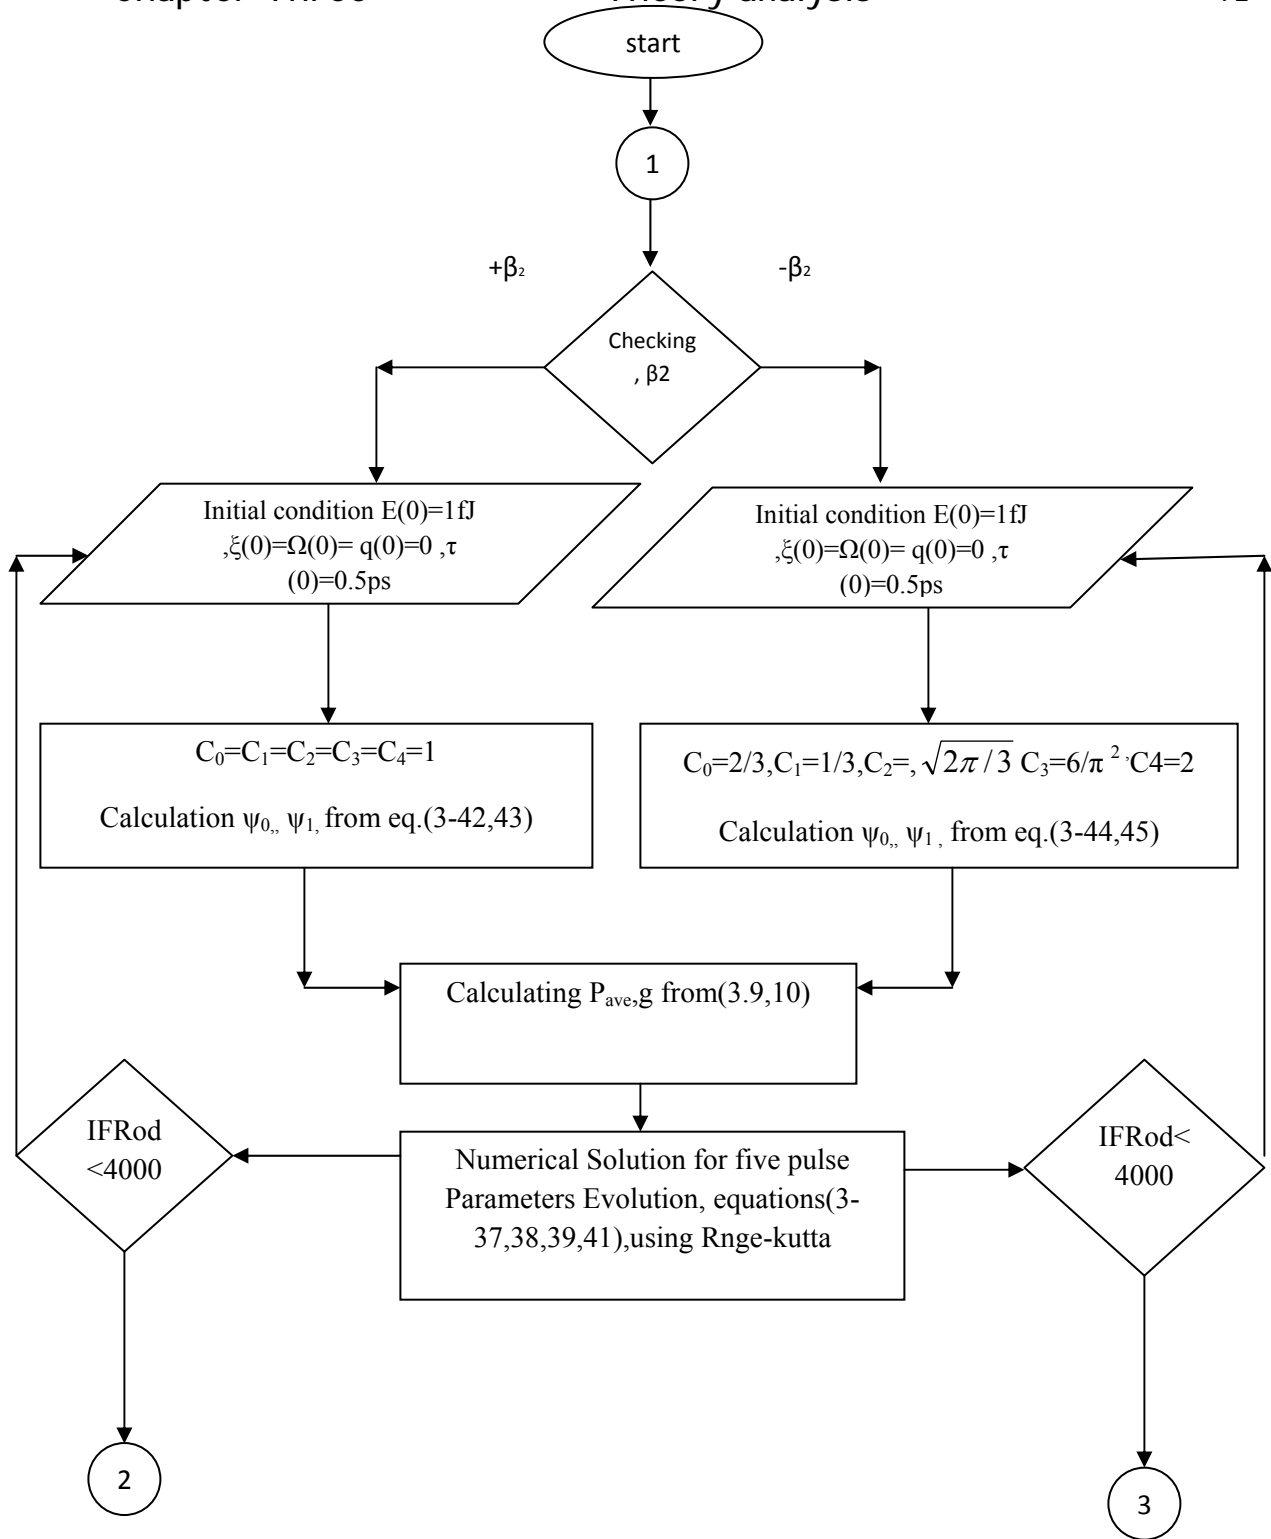 start
1
+β₂
-β₂
Checking
, β2
Initial condition E(0)=1fJ
,ξ(0)=Ω(0)= q(0)=0 ,τ
(0)=0.5ps
Initial condition E(0)=1fJ
,ξ(0)=Ω(0)= q(0)=0 ,τ
(0)=0.5ps
C₀=C₁=C₂=C₃=C₄=1
Calculation ψ₀,, ψ₁, from eq.(3-42,43)
C₀=2/3,C₁=1/3,C₂=, √2π/3 C₃=6/π ² ,C4=2
Calculation ψ₀,, ψ₁ , from eq.(3-44,45)
Calculating Pₐᵥₑ,g from(3.9,10)
IFRod
<4000
Numerical Solution for five pulse
Parameters Evolution, equations(3-
37,38,39,41),using Rnge-kutta
IFRod<
4000
2
3